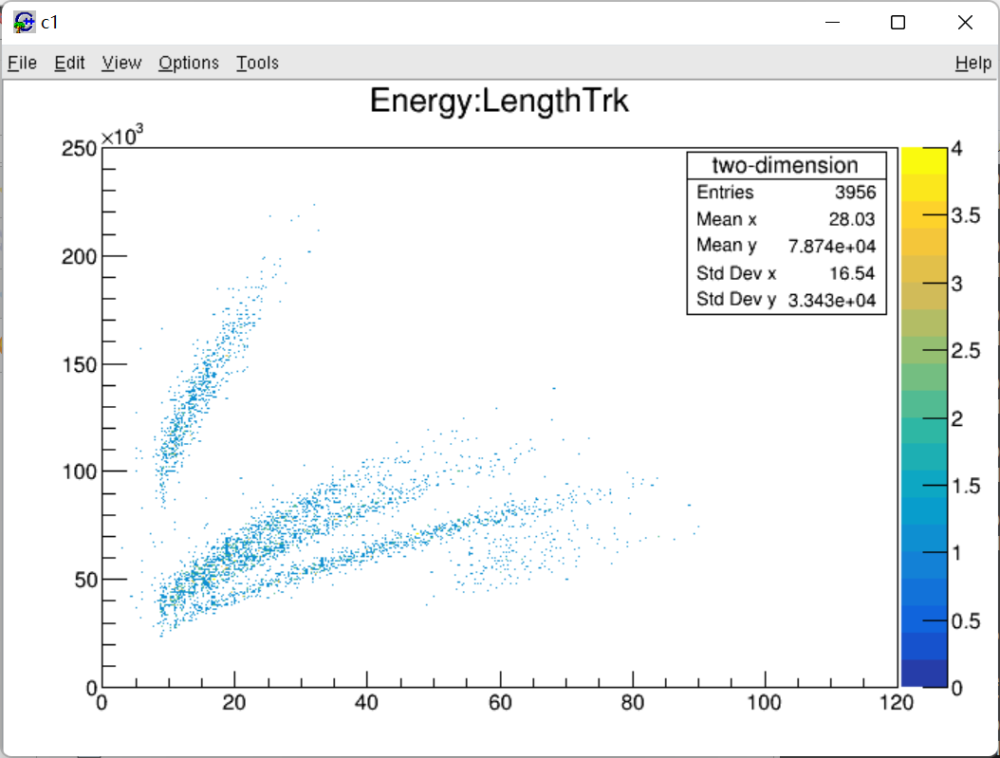 c1
File Edit View Options Tools Help
Energy:LengthTrk
×10³
250
200
150
100
50
0
0 20 40 60 80 100 120
two-dimension
Entries 3956
Mean x 28.03
Mean y 7.874e+04
Std Dev x 16.54
Std Dev y 3.343e+04
4
3.5
3
2.5
2
1.5
1
0.5
0